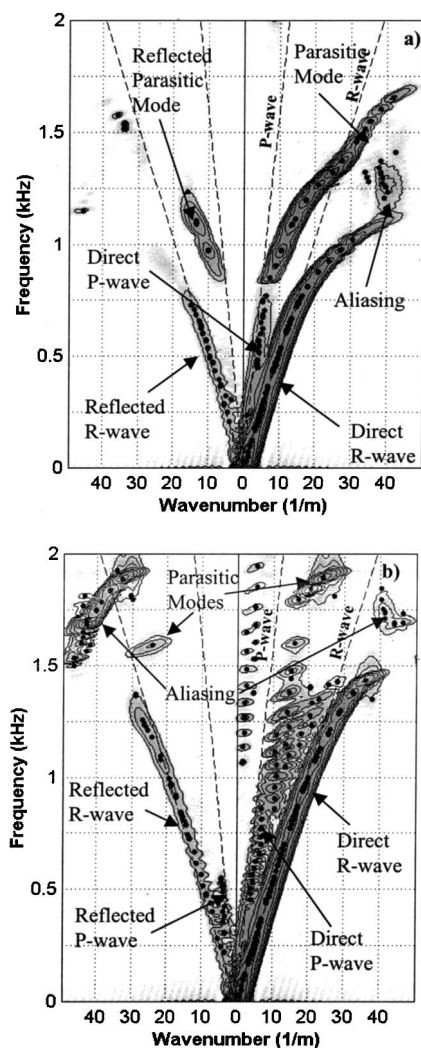 a)
2
Reflected
Parasitic
Mode
Parasitic
Mode
P-wave
R-wave
1.5
Frequency (kHz)
1
Direct
P-wave
Aliasing
0.5
Reflected
R-wave
Direct
R-wave
0
40 30 20 10 0 10 20 30 40
Wavenumber (1/m)
b)
2
Parasitic
Modes
P-wave
R-wave
Aliasing
1.5
Frequency (kHz)
1
Reflected
R-wave
Direct
R-wave
0.5
Reflected
P-wave
Direct
P-wave
0
40 30 20 10 0 10 20 30 40
Wavenumber (1/m)